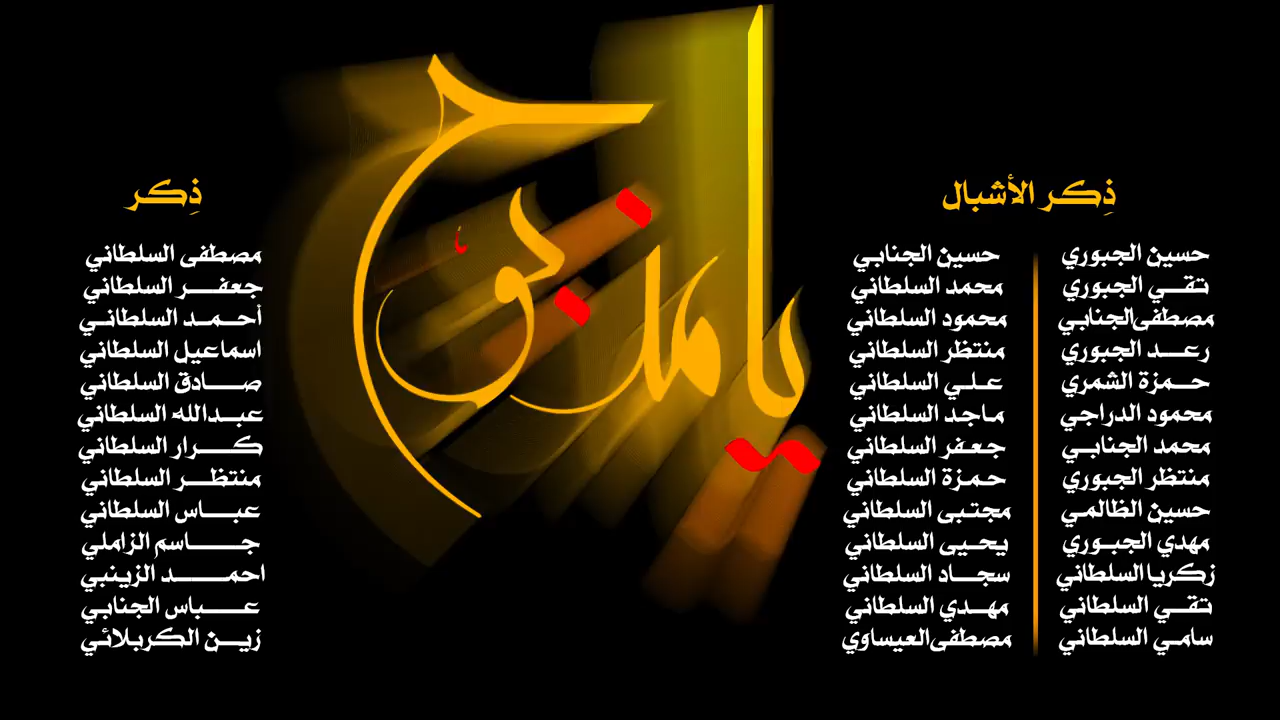 يا مذبوح
ذِكر الأشبال
حسين الجبوري
تقي الجبوري
مصطفى الجنابي
رعد الجبوري
حمزة الشمري
محمود الدراجي
محمد الجنابي
منتظر الجبوري
حسين الظالمي
مهدي الجبوري
زكريا السلطاني
تقي السلطاني
سامي السلطاني
حسين الجنابي
محمد السلطاني
محمود السلطاني
منتظر السلطاني
علي السلطاني
ماجد السلطاني
جعفر السلطاني
حمزة السلطاني
مجتبى السلطاني
يحيى السلطاني
سجاد السلطاني
مهدي السلطاني
مصطفى العيساوي
ذِكر
مصطفى السلطاني
جعفر السلطاني
أحمد السلطاني
اسماعيل السلطاني
صادق السلطاني
عبدالله السلطاني
كرار السلطاني
منتظر السلطاني
عباس السلطاني
جاسم الزاملي
احمد الزينبي
عباس الجنابي
زين الكربلائي